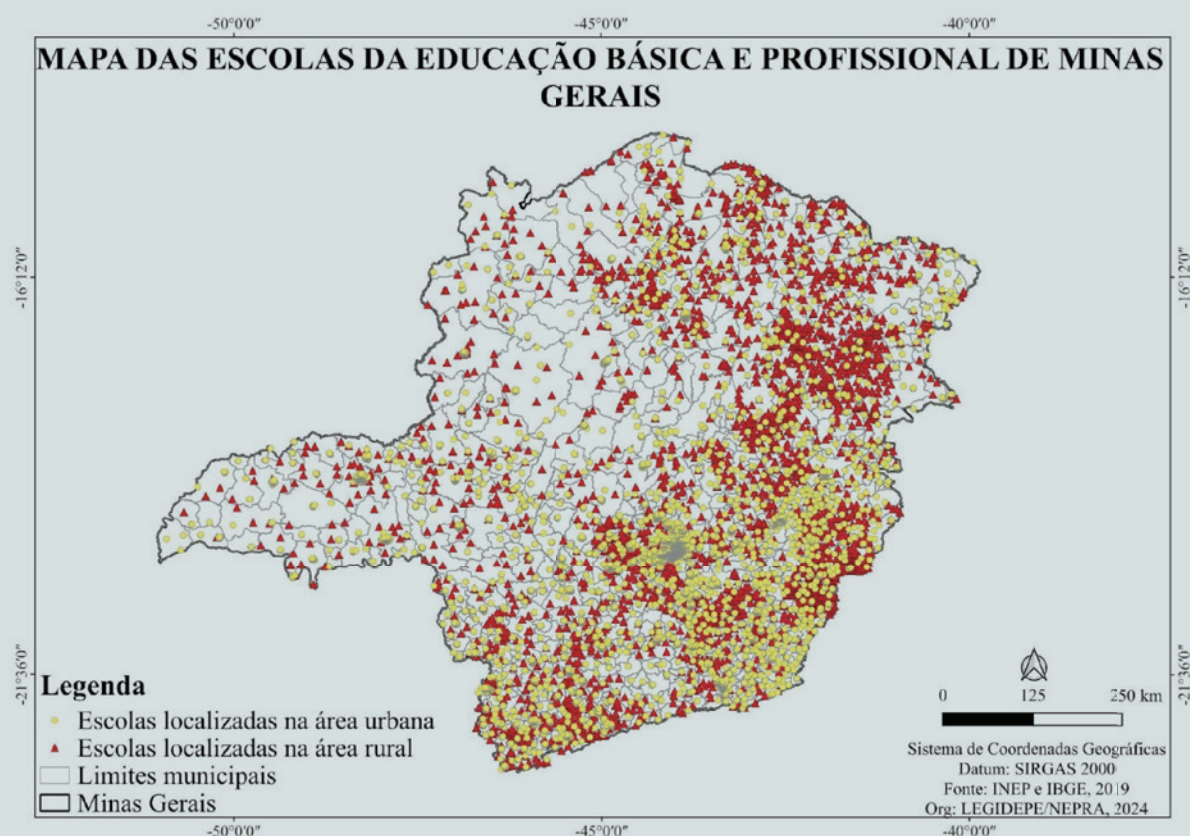 -50°0'0" -45°0'0" -40°0'0"
MAPA DAS ESCOLAS DA EDUCAÇÃO BÁSICA E PROFISSIONAL DE MINAS
GERAIS
-16°12'0" -16°12'0"
-21°36'0" -21°36'0"
Legenda
Escolas localizadas na área urbana
Escolas localizadas na área rural
Limites municipais
Minas Gerais
0 125 250 km
Sistema de Coordenadas Geográficas
Datum: SIRGAS 2000
Fonte: INEP e IBGE, 2019
Org: LEGIDEPE/NEPRA, 2024
-50°0'0" -45°0'0" -40°0'0"